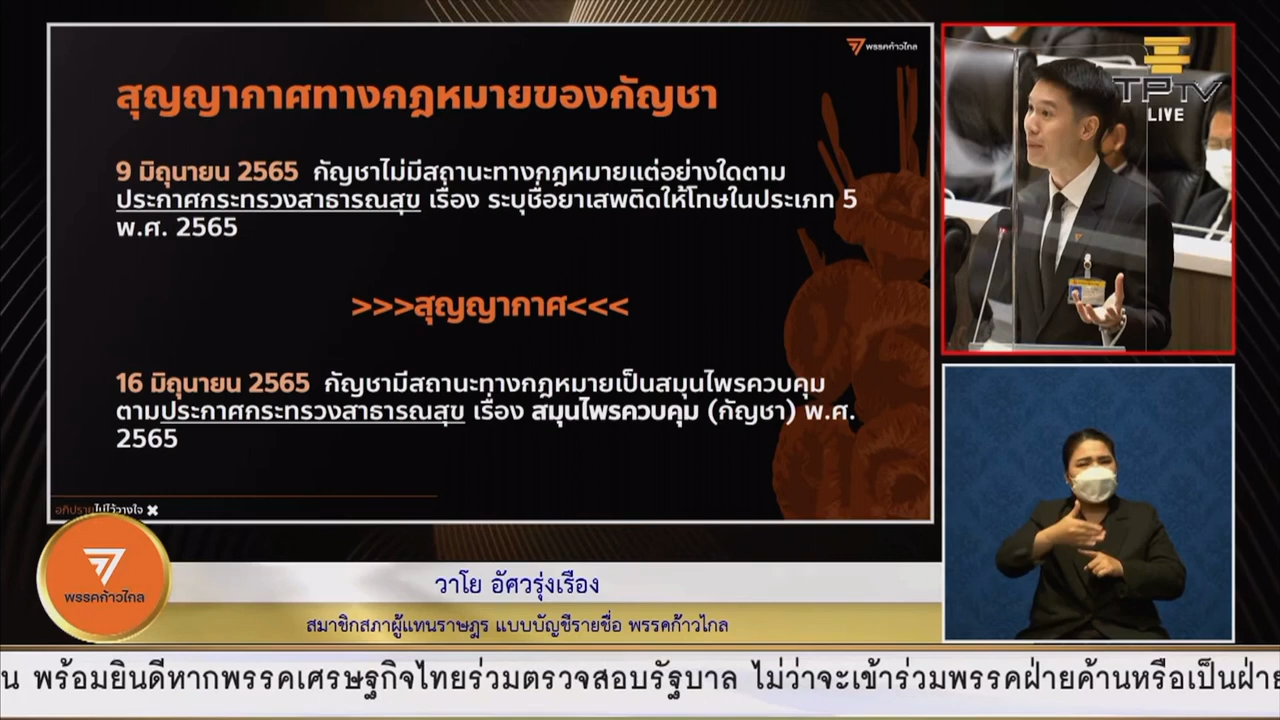 พรรคก้าวไกล
สุญญากาศทางกฎหมายของกัญชา
9 มิถุนายน 2565 กัญชาไม่มีสถานะทางกฎหมายแต่อย่างใดตาม
ประกาศกระทรวงสาธารณสุข เรื่อง ระบุชื่อยาเสพติดให้โทษในประเภท 5
พ.ศ. 2565
>>>สุญญากาศ<<<
16 มิถุนายน 2565 กัญชามีสถานะทางกฎหมายเป็นสมุนไพรควบคุม
ตามประกาศกระทรวงสาธารณสุข เรื่อง สมุนไพรควบคุม (กัญชา) พ.ศ.
2565
อภิปรายไม่ไว้วางใจ
TPTV
LIVE
พรรคก้าวไกล
วาโย อัศวรุ่งเรือง
สมาชิกสภาผู้แทนราษฎร แบบบัญชีรายชื่อ พรรคก้าวไกล
น พร้อมยินดีหากพรรคเศรษฐกิจไทยร่วมตรวจสอบรัฐบาล ไม่ว่าจะเข้าร่วมพรรคฝ่ายค้านหรือเป็นฝ่าย